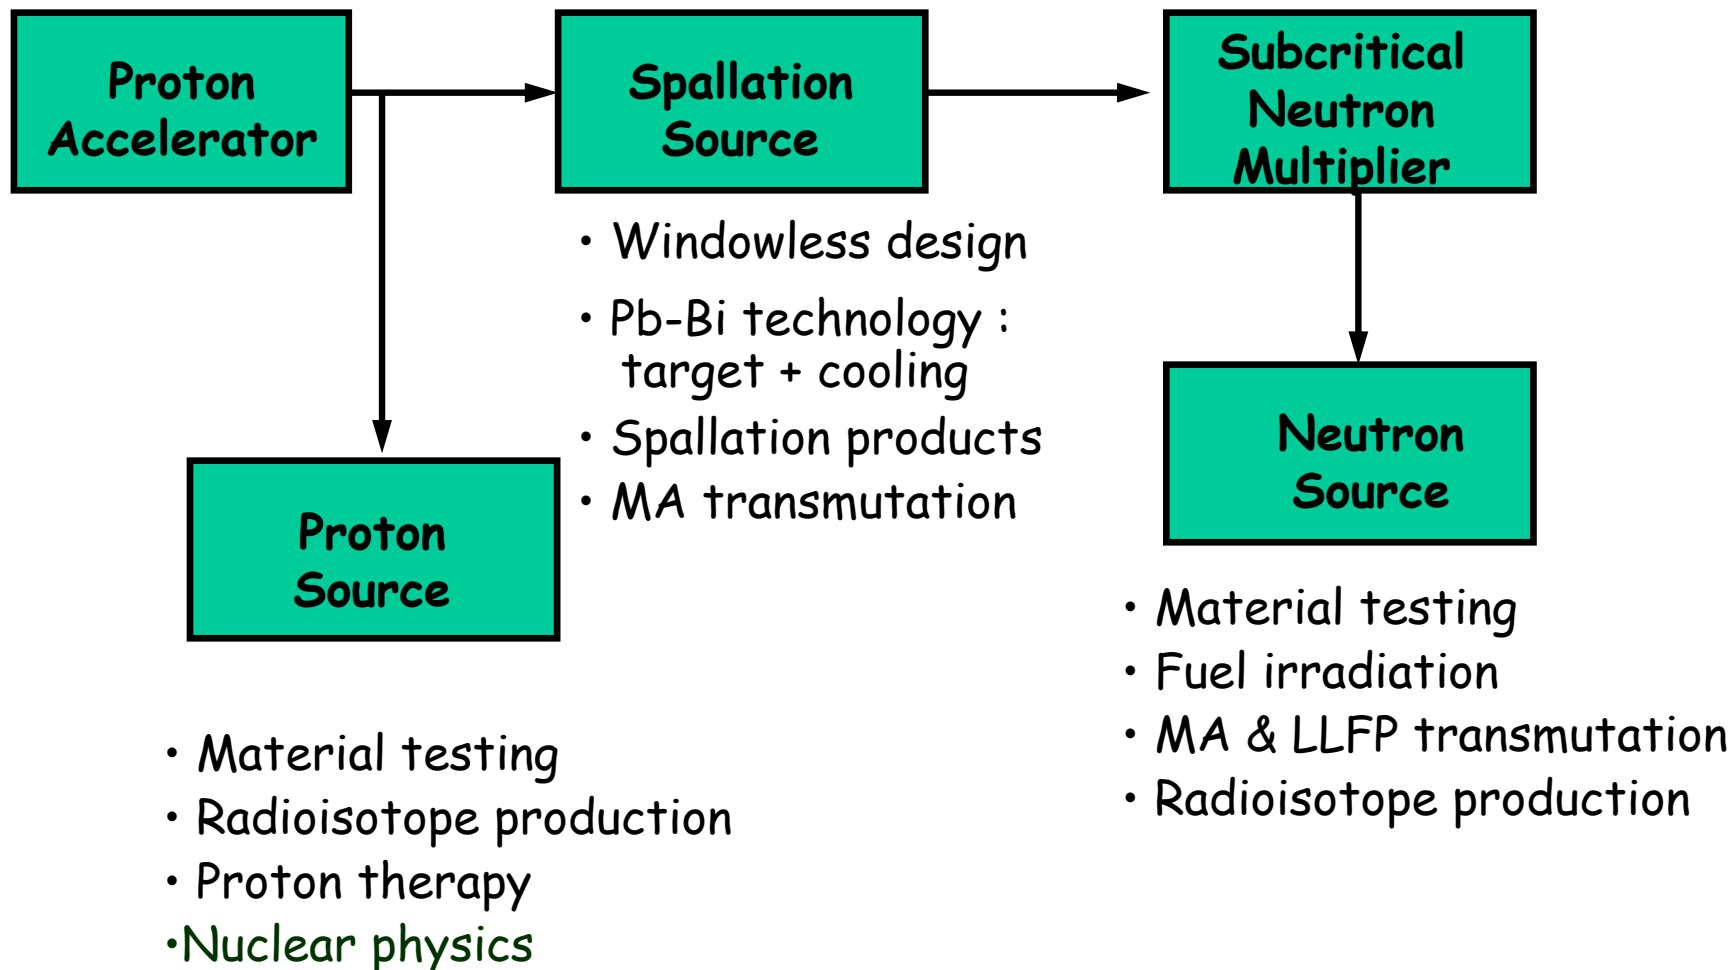 Proton
Accelerator
Spallation
Source
Subcritical
Neutron
Multiplier
• Windowless design
• Pb-Bi technology :
target + cooling
• Spallation products
• MA transmutation
Neutron
Source
Proton
Source
• Material testing
• Fuel irradiation
• MA & LLFP transmutation
• Radioisotope production
• Material testing
• Radioisotope production
• Proton therapy
•Nuclear physics